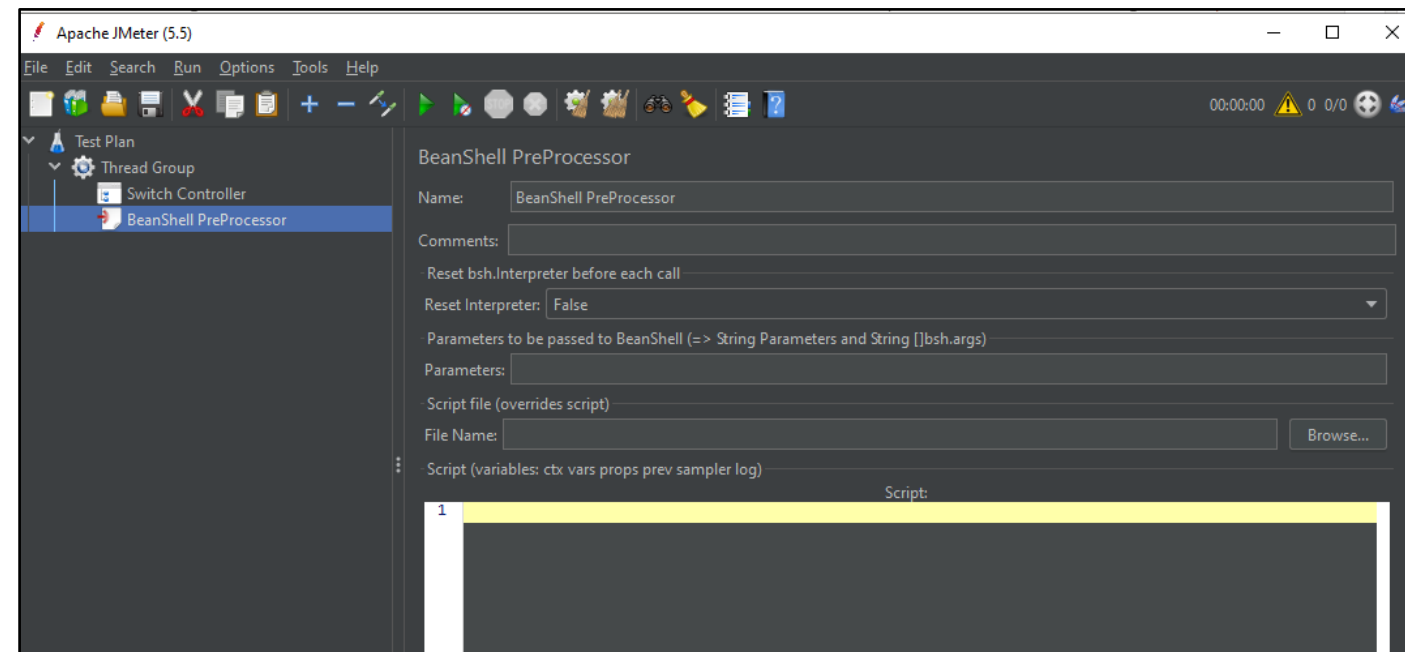 Apache JMeter (5.5)
File Edit Search Run Options Tools Help
STOP 00:00:00 0 0/0
Test Plan
Thread Group
Switch Controller
BeanShell PreProcessor
BeanShell PreProcessor
Name: BeanShell PreProcessor
Comments:
Reset bsh.Interpreter before each call
Reset Interpreter: False
Parameters to be passed to BeanShell (=> String Parameters and String []bsh.args)
Parameters:
Script file (overrides script)
File Name: Browse...
Script (variables: ctx vars props prev sampler log)
Script:
1